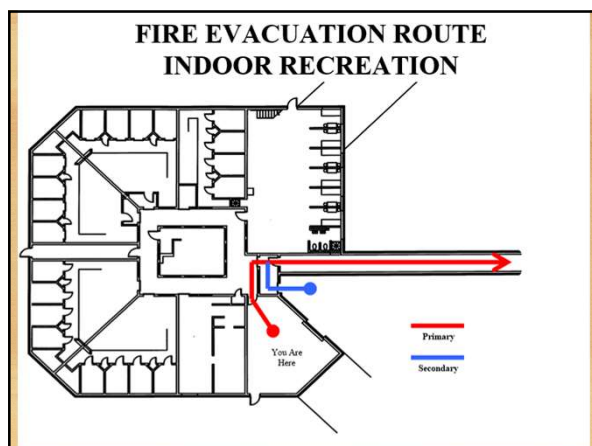 FIRE EVACUATION ROUTE
INDOOR RECREATION
You Are
Here
Primary
Secondary